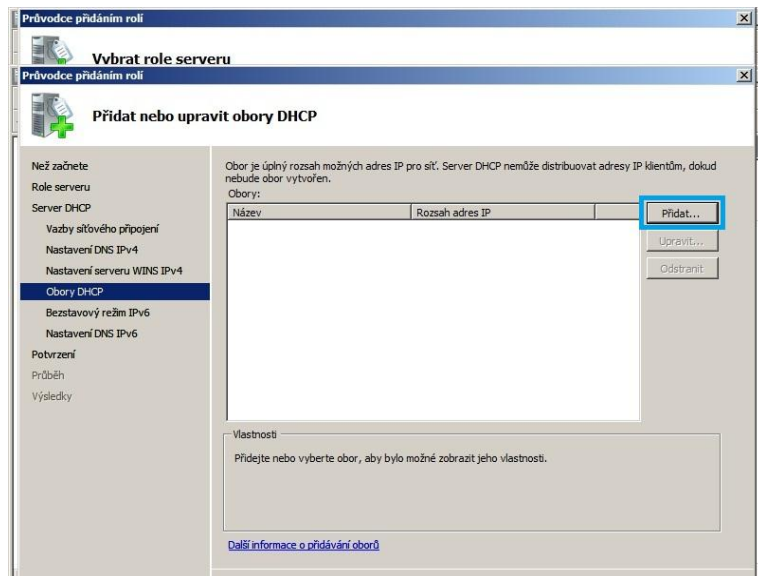 Průvodce přidáním rolí
Vybrat role serveru
Průvodce přidáním rolí
Přidat nebo upravit obory DHCP
Než začnete
Role serveru
Server DHCP
Vazby síťového připojení
Nastavení DNS IPv4
Nastavení serveru WINS IPv4
Obory DHCP
Bezstavový režim IPv6
Nastavení DNS IPv6
Potvrzení
Průběh
Výsledky
Obor je úplný rozsah možných adres IP pro síť. Server DHCP nemůže distribuovat adresy IP klientům, dokud
nebude obor vytvořen.
Obory:
Název Rozsah adres IP
Přidat...
Upravit...
Odstranit
Vlastnosti
Přidejte nebo vyberte obor, aby bylo možné zobrazit jeho vlastnosti.
Další informace o přidávání oborů